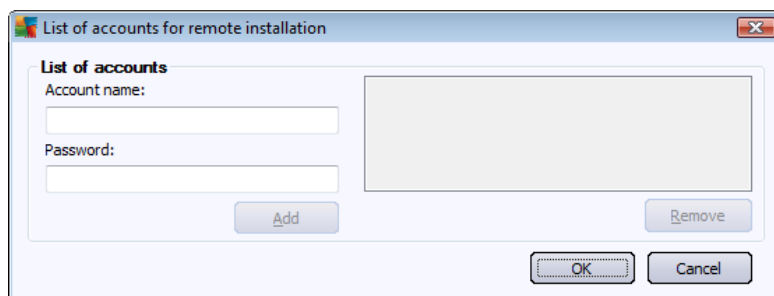 List of accounts for remote installation
List of accounts
Account name:
Password:
Add
Remove
OK
Cancel